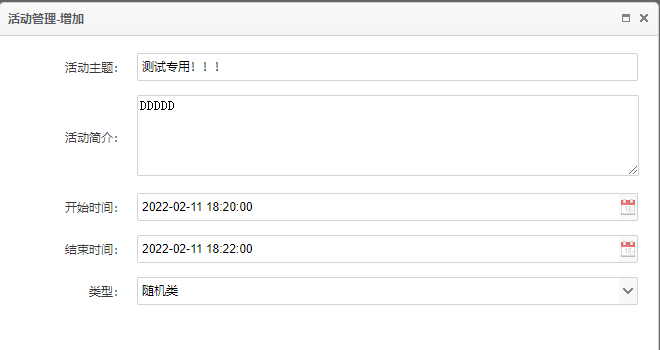 活动管理-增加
活动主题： 测试专用！！！
活动简介： DDDDD
开始时间： 2022-02-11 18:20:00
结束时间： 2022-02-11 18:22:00
类型： 随机类